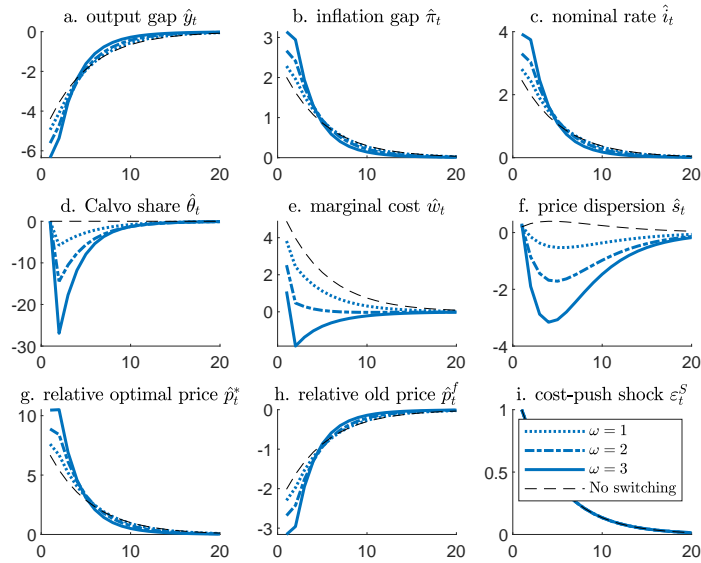 a. output gap ŷ_t
b. inflation gap π̂_t
c. nominal rate î_t
0
-2
-4
-6
0 10 20
3
2
1
0
0 10 20
4
2
0
0 10 20
d. Calvo share θ̂_t
e. marginal cost ŵ_t
f. price dispersion ŝ_t
0
-10
-20
-30
0 10 20
4
2
0
0 10 20
0
-2
-4
0 10 20
g. relative optimal price p̂*_t
h. relative old price p̂^f_t
i. cost-push shock ε^S_t
10
5
0
0 10 20
0
-1
-2
-3
0 10 20
1
0.5
0
0 10 20
ω = 1
ω = 2
ω = 3
No switching